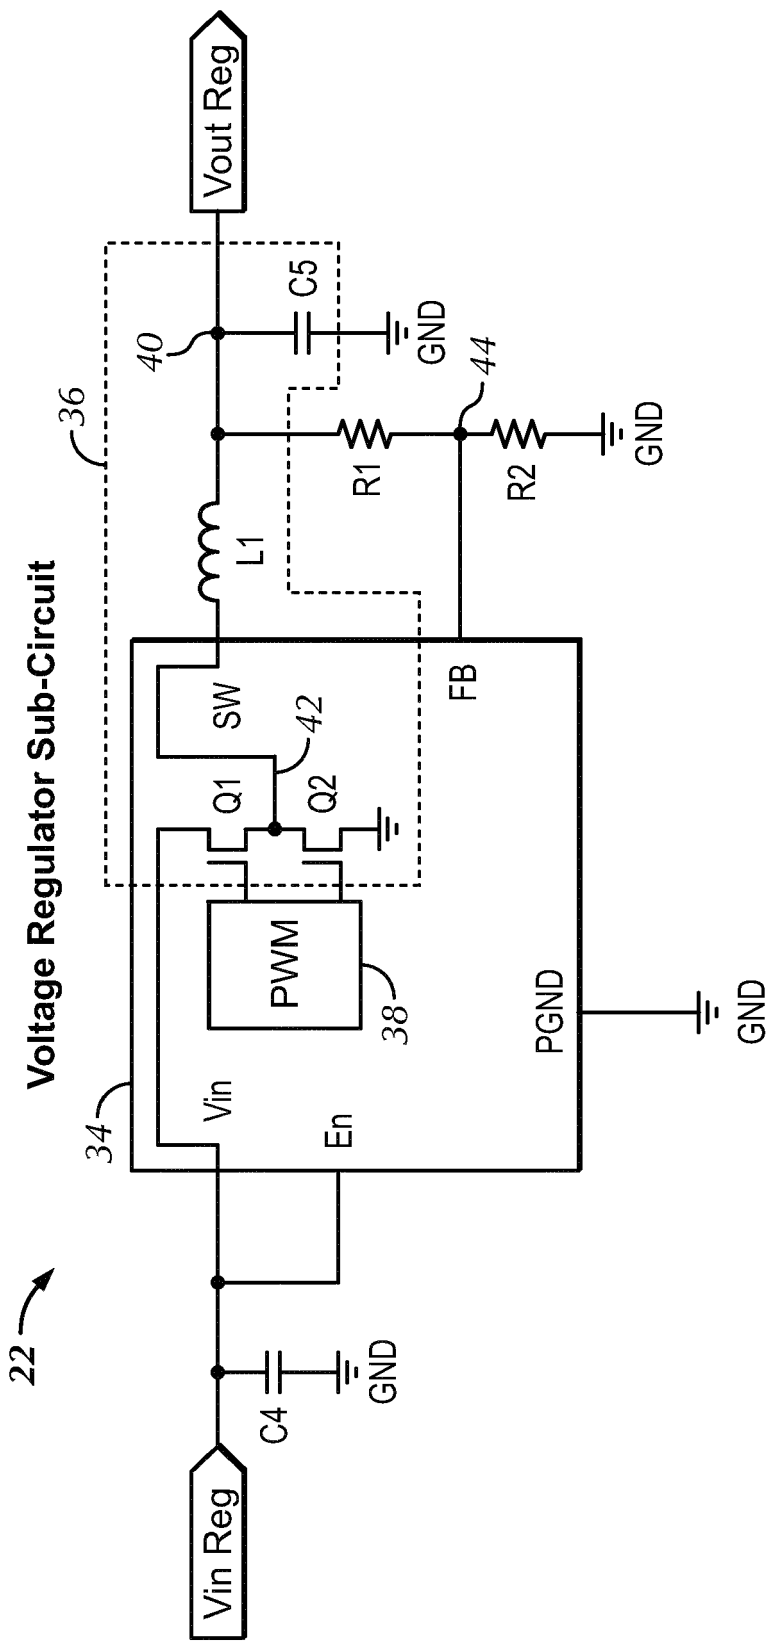 Voltage Regulator Sub-Circuit
22
34
36
Vin Reg
C4
GND
Vin
En
PWM
38
Q1
Q2
42
SW
FB
PGND
GND
L1
R1
44
R2
GND
40
C5
GND
Vout Reg